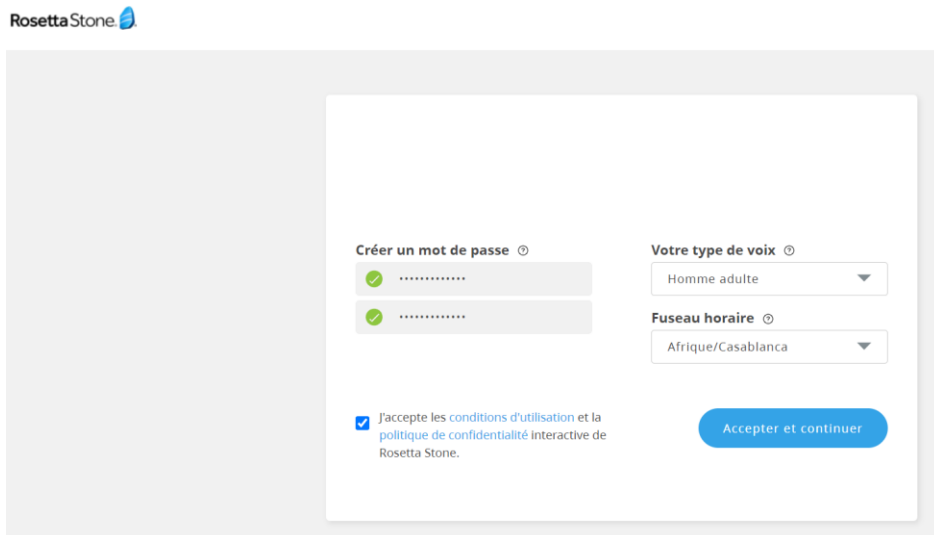 Rosetta Stone
Créer un mot de passe
•••••••••••••
•••••••••••••
Votre type de voix
Homme adulte
Fuseau horaire
Afrique/Casablanca
J'accepte les conditions d'utilisation et la
politique de confidentialité interactive de
Rosetta Stone.
Accepter et continuer